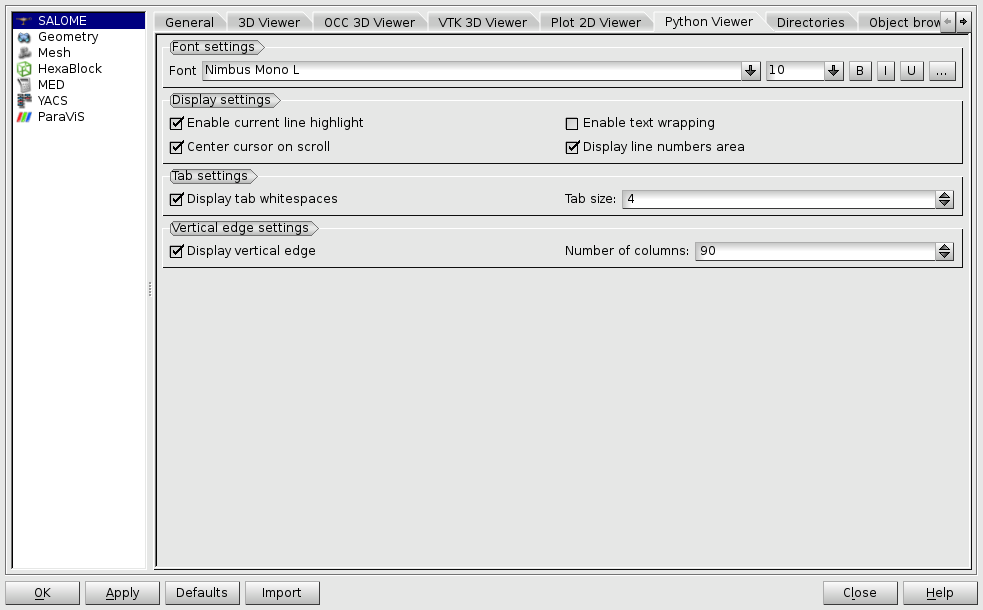 SALOME
Geometry
Mesh
HexaBlock
MED
YACS
ParaViS
General 3D Viewer OCC 3D Viewer VTK 3D Viewer Plot 2D Viewer Python Viewer Directories Object brow
Font settings
Font Nimbus Mono L 10 B I U ...
Display settings
Enable current line highlight Enable text wrapping
Center cursor on scroll Display line numbers area
Tab settings
Display tab whitespaces Tab size: 4
Vertical edge settings
Display vertical edge Number of columns: 90
OK Apply Defaults Import Close Help